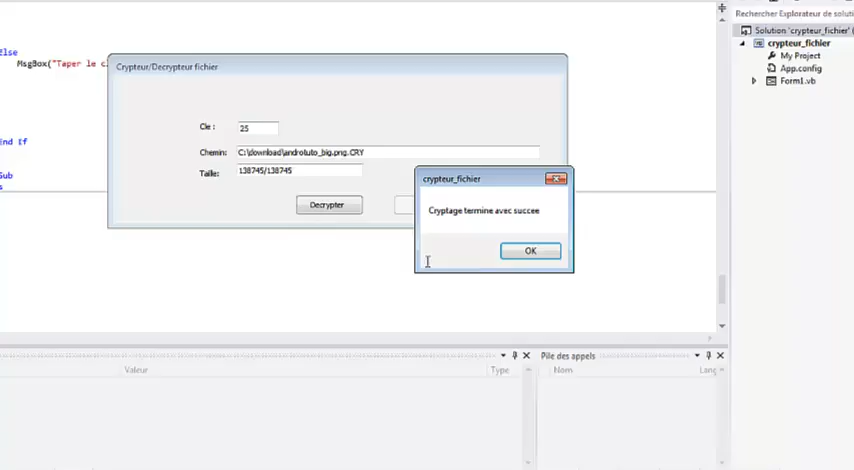 Rechercher Explorateur de soluti
Solution 'crypteur_fichier' (
crypteur_fichier
My Project
App.config
Form1.vb
Else
MsgBox("Taper le c
End If
Sub
Crypteur/Decrypteur fichier
Cle :
25
Chemin:
C:\download\androtuto_big.png.CRY
Taille:
138745/138745
Decrypter
crypteur_fichier
Cryptage termine avec succee
OK
Valeur
Type
Pile des appels
Nom
Lang